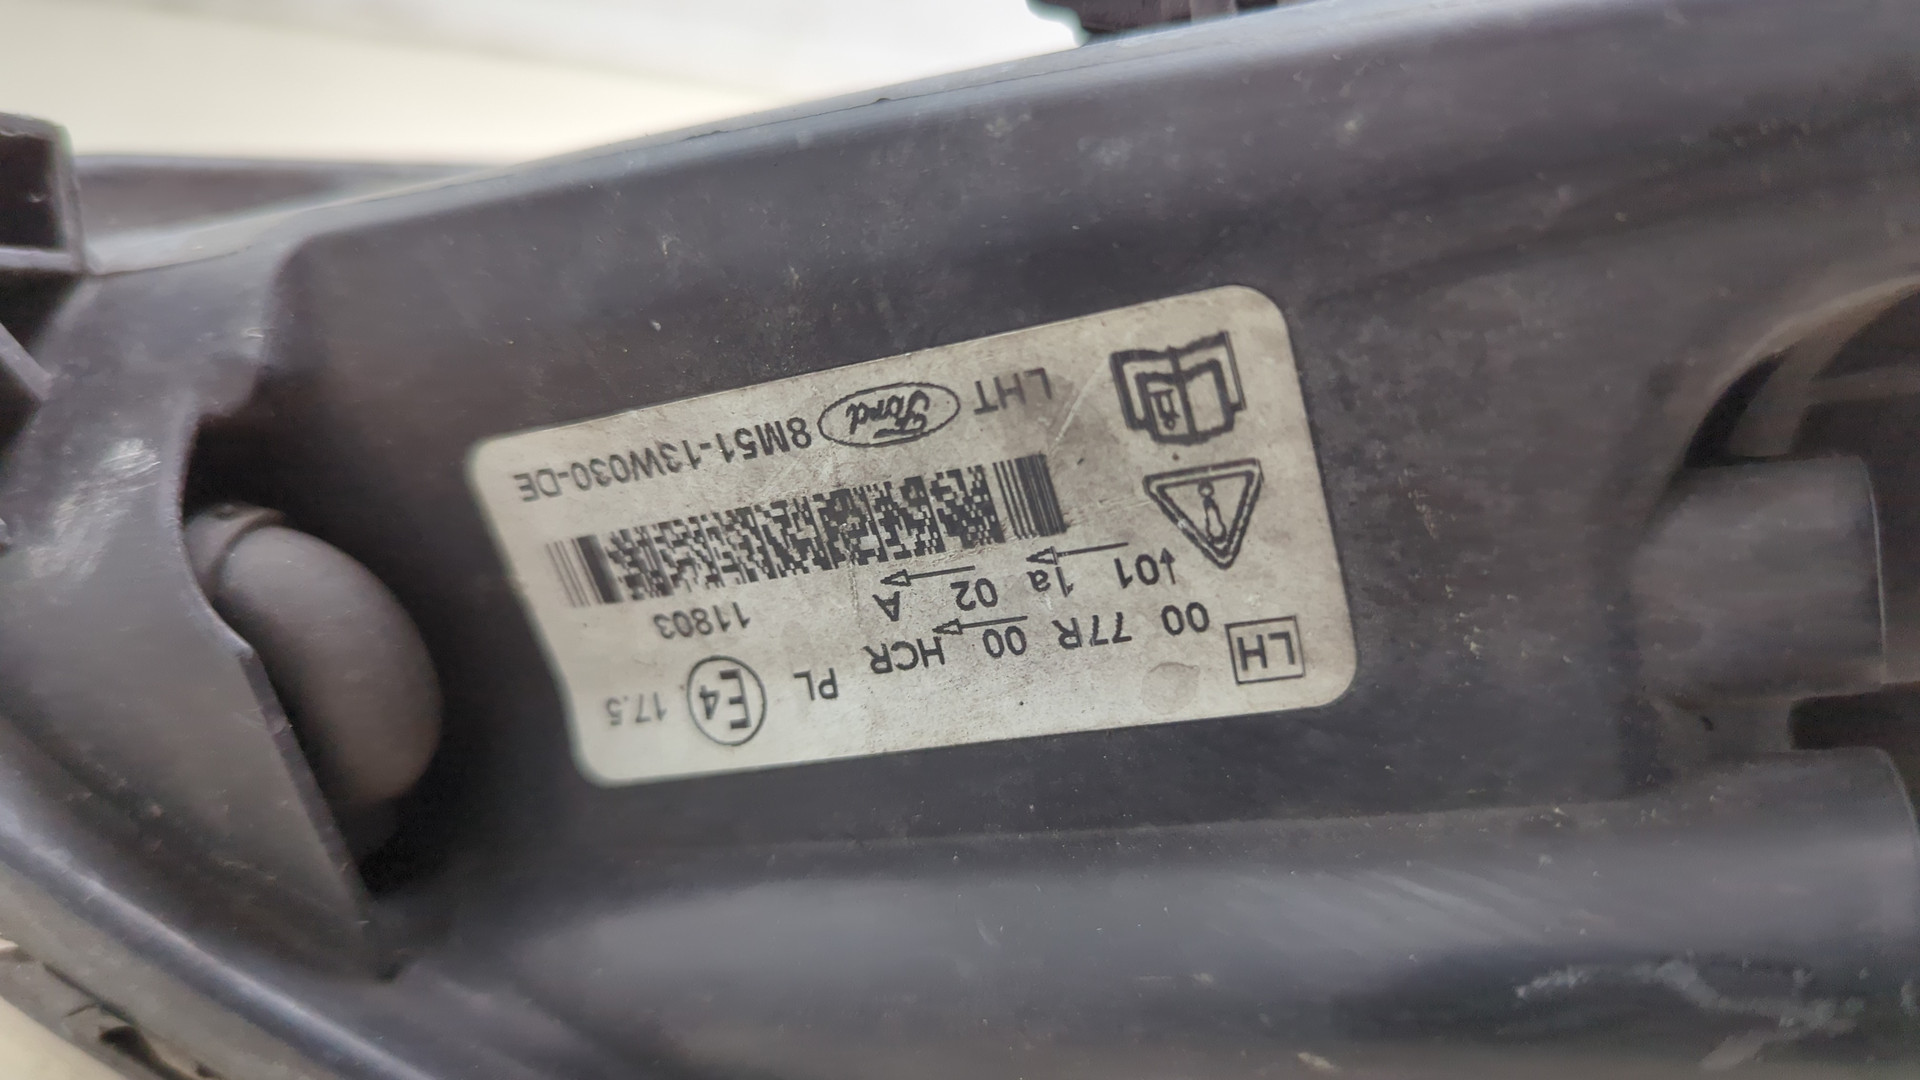 LH 00 77R 00 HCR PL E4 17.5
↓01 1a 02 A 11803
LHT Ford 8M51-13W030-DE